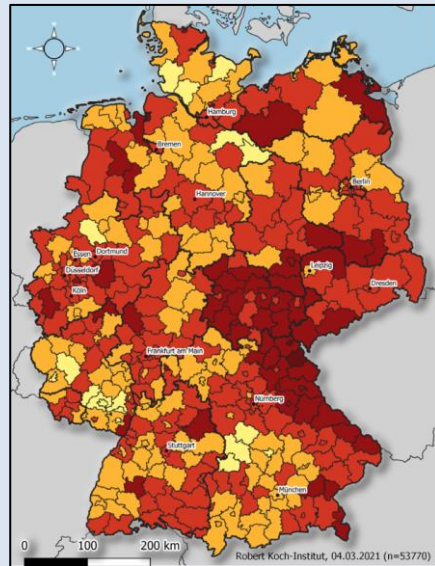 Hamburg
Bremen
Berlin
Hannover
Essen
Dortmund
Düsseldorf
Köln
Leipzig
Dresden
Frankfurt am Main
Nürnberg
Stuttgart
München
0 100 200 km
Robert Koch-Institut, 04.03.2021 (n=53770)